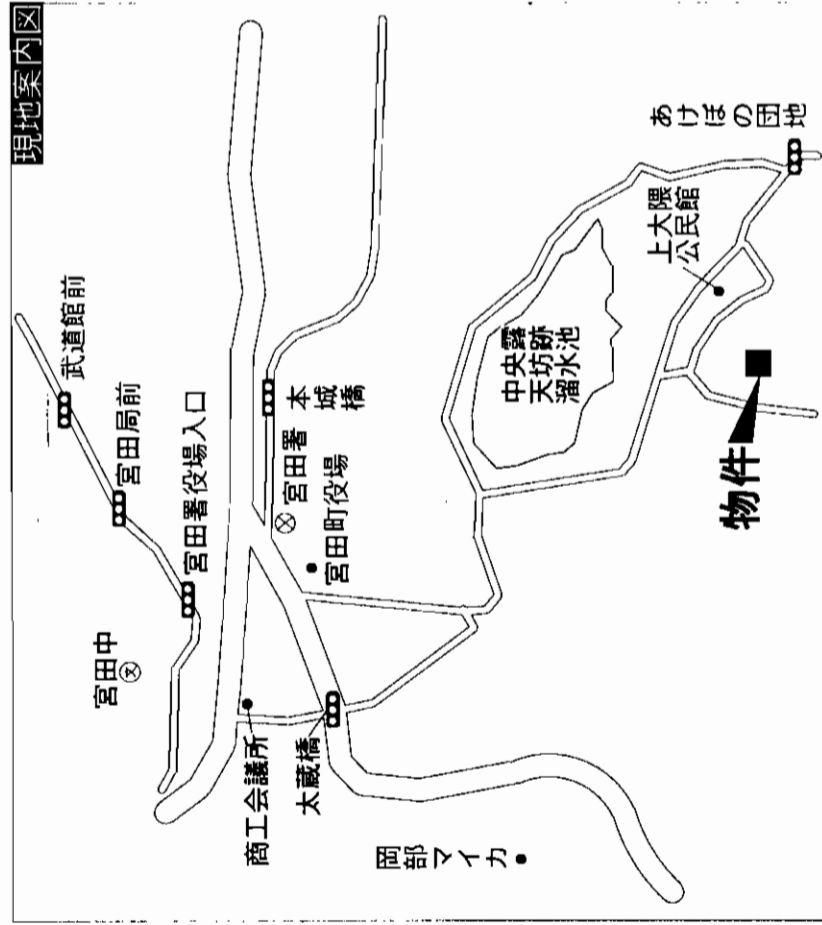 現地案内図
武道館前
宮田局前
宮田署役場入口
宮田中
文
本城橋
宮田署
宮田町役場
商工会議所
太蔵橋
岡部マイカ
中央露
天坊跡
溜水池
上大隈
公民館
あけぼの団地
物件